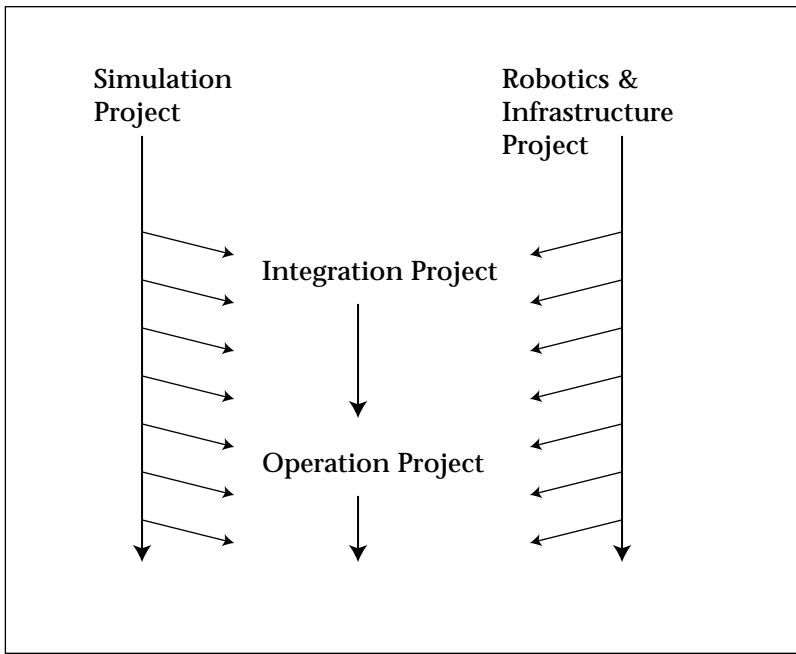 Simulation
Project
Robotics &
Infrastructure
Project
Integration Project
Operation Project